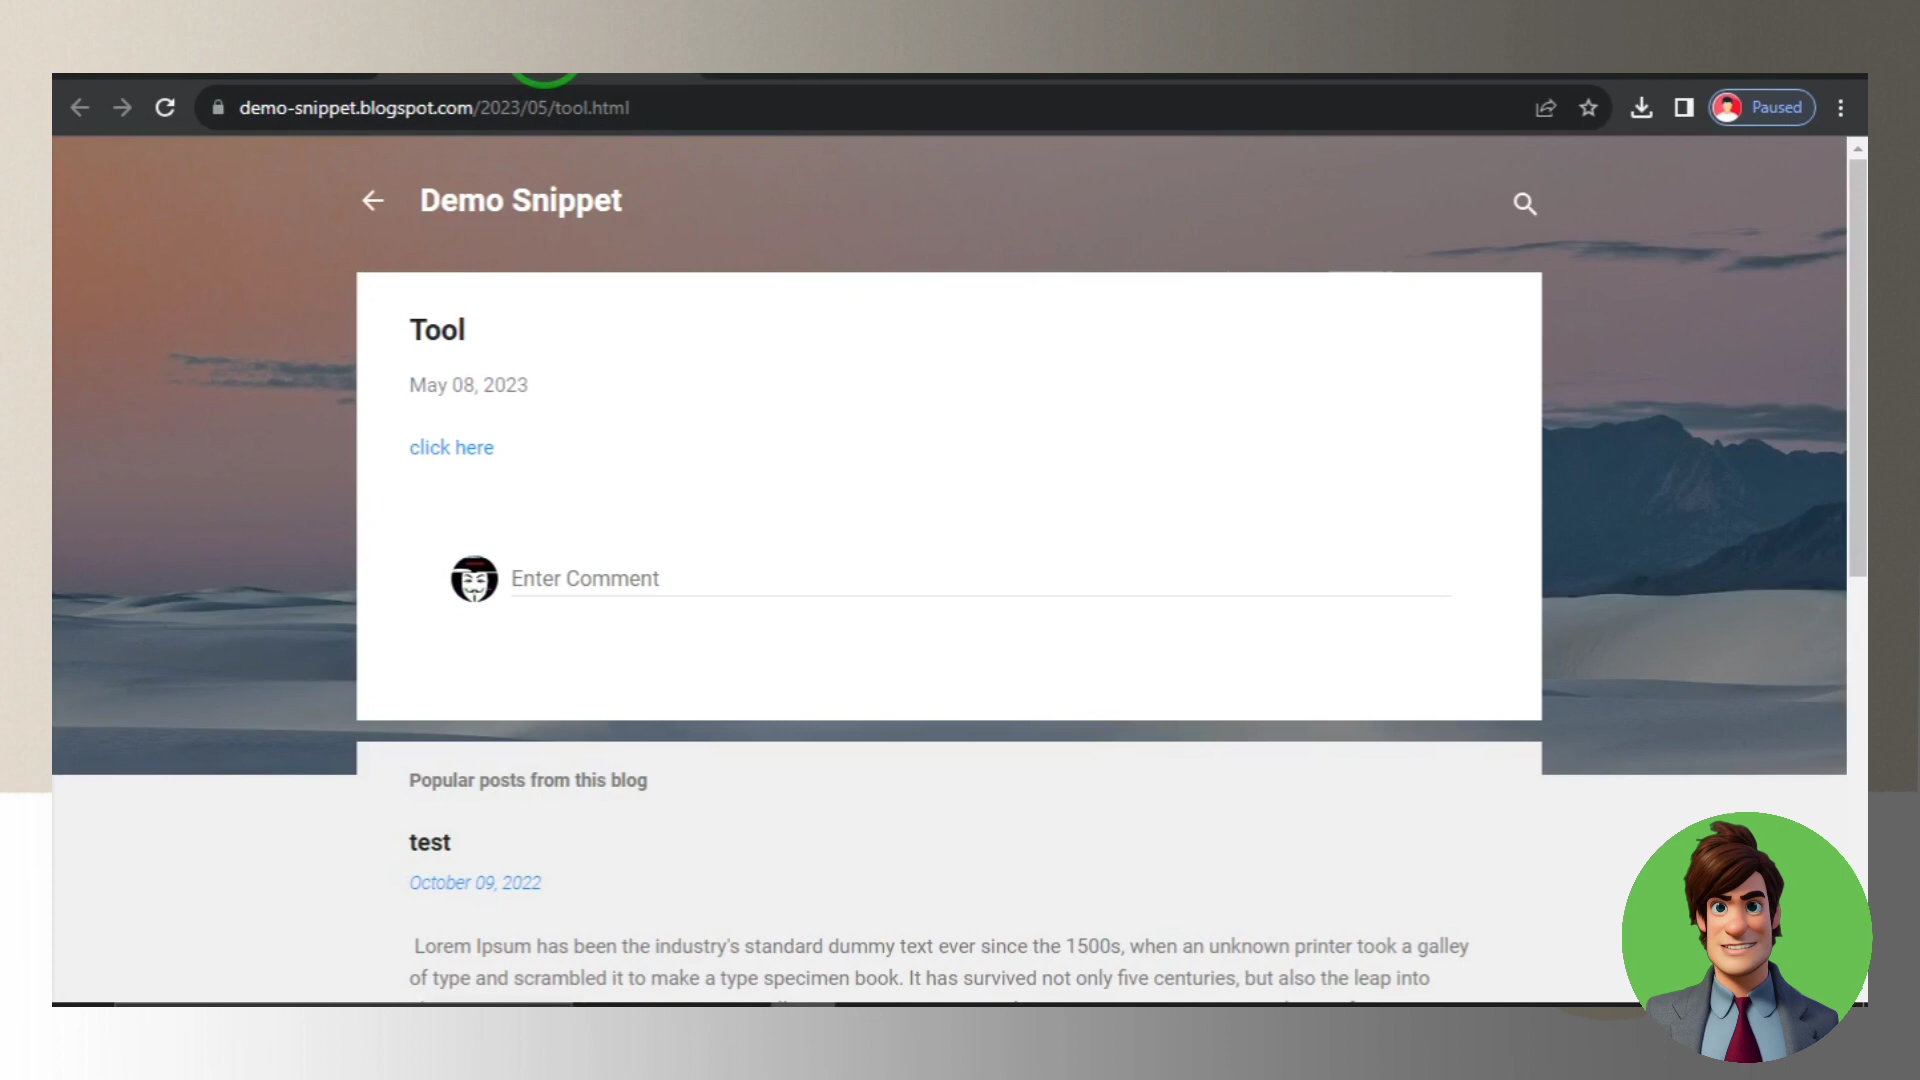 demo-snippet.blogspot.com/2023/05/tool.html
Paused
Demo Snippet
Tool
May 08, 2023
click here
Enter Comment
Popular posts from this blog
test
October 09, 2022
Lorem Ipsum has been the industry's standard dummy text ever since the 1500s, when an unknown printer took a galley
of type and scrambled it to make a type specimen book. It has survived not only five centuries, but also the leap into